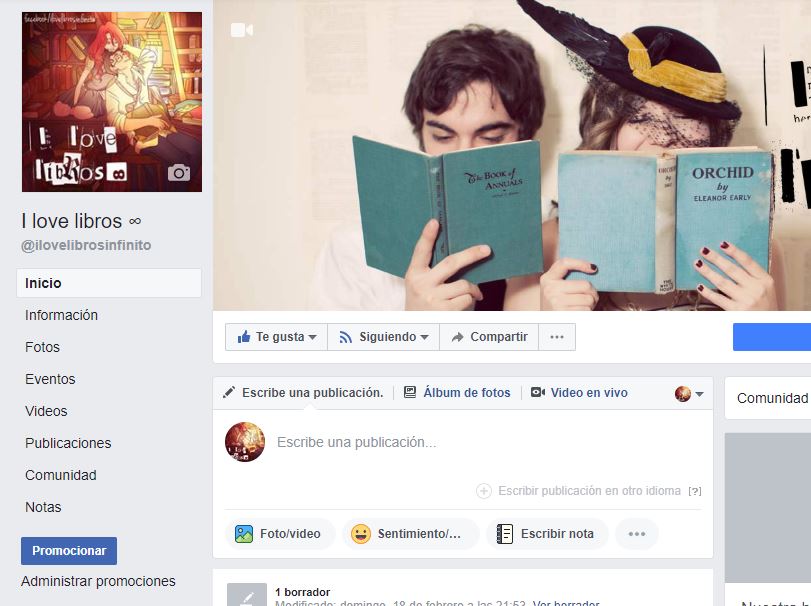 facebook/ilovelibrosinfinito
I love
libros∞
I love libros ∞
@ilovelibrosinfinito
Inicio
Información
Fotos
Eventos
Videos
Publicaciones
Comunidad
Notas
Promocionar
Administrar promociones
The BOOK of
ANNUALS
ORCHID
by
ELEANOR EARLY
ORCHID
Te gusta
Siguiendo
Compartir
Escribe una publicación.
Álbum de fotos
Video en vivo
Escribe una publicación...
Escribir publicación en otro idioma [?]
Foto/video
Sentimiento/...
Escribir nota
1 borrador
Modificado: domingo, 18 de febrero a las 21:53 Ver borrador
Comunidad